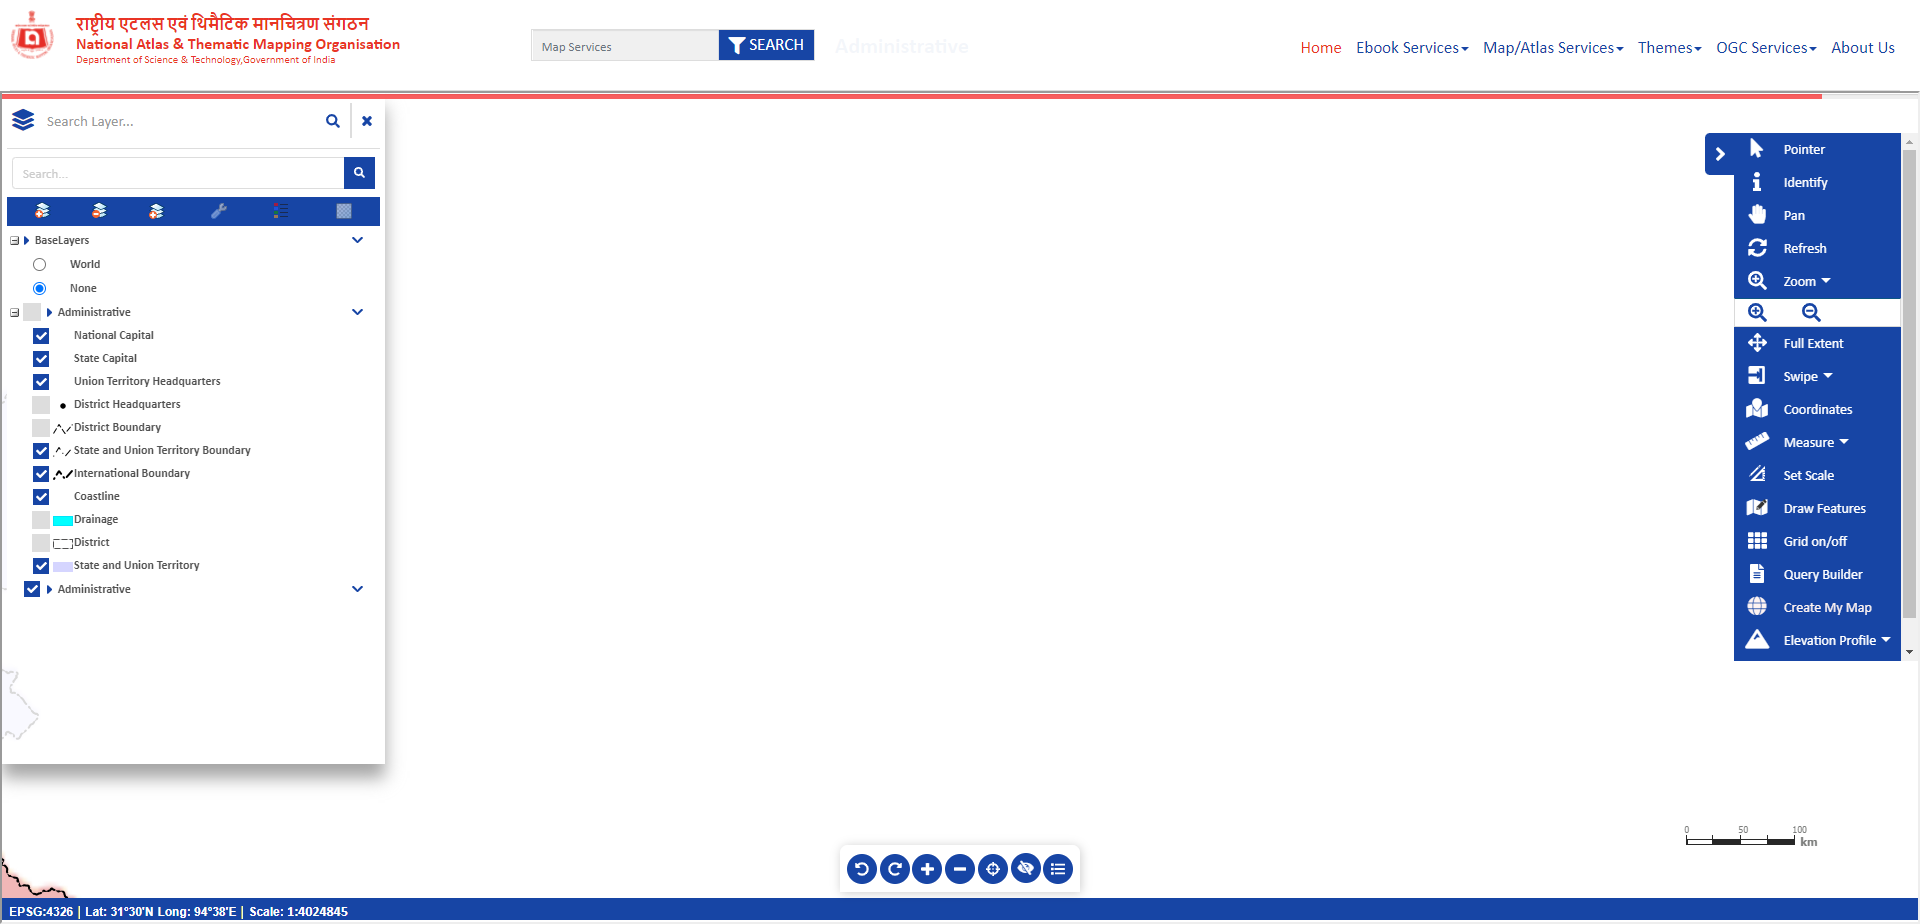 राष्ट्रीय एटलस एवं थिमैटिक मानचित्रण संगठन
National Atlas & Thematic Mapping Organisation
Department of Science & Technology,Government of India
Map Services
SEARCH
Administrative
Home Ebook Services Map/Atlas Services Themes OGC Services About Us
Search Layer...
Search...
BaseLayers
World
None
Administrative
National Capital
State Capital
Union Territory Headquarters
District Headquarters
District Boundary
State and Union Territory Boundary
International Boundary
Coastline
Drainage
District
State and Union Territory
Administrative
Pointer
Identify
Pan
Refresh
Zoom
Full Extent
Swipe
Coordinates
Measure
Set Scale
Draw Features
Grid on/off
Query Builder
Create My Map
Elevation Profile
0 50 100
km
EPSG:4326 | Lat: 31°30'N Long: 94°38'E | Scale: 1:4024845